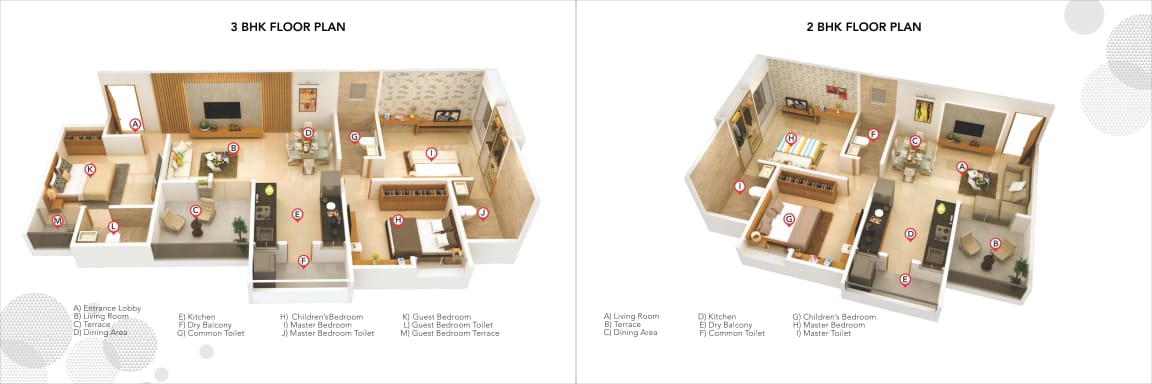 3 BHK FLOOR PLAN
A
B
C
D
E
F
G
H
I
J
K
L
M
A) Entrance Lobby
B) Living Room
C) Terrace
D) Dining Area
E) Kitchen
F) Dry Balcony
G) Common Toilet
H) Children'sBedroom
I) Master Bedroom
J) Master Bedroom Toilet
K) Guest Bedroom
L) Guest Bedroom Toilet
M) Guest Bedroom Terrace
2 BHK FLOOR PLAN
A
B
C
D
E
F
G
H
I
A) Living Room
B) Terrace
C) Dining Area
D) Kitchen
E) Dry Balcony
F) Common Toilet
G) Children's Bedroom
H) Master Bedroom
I) Master Toilet